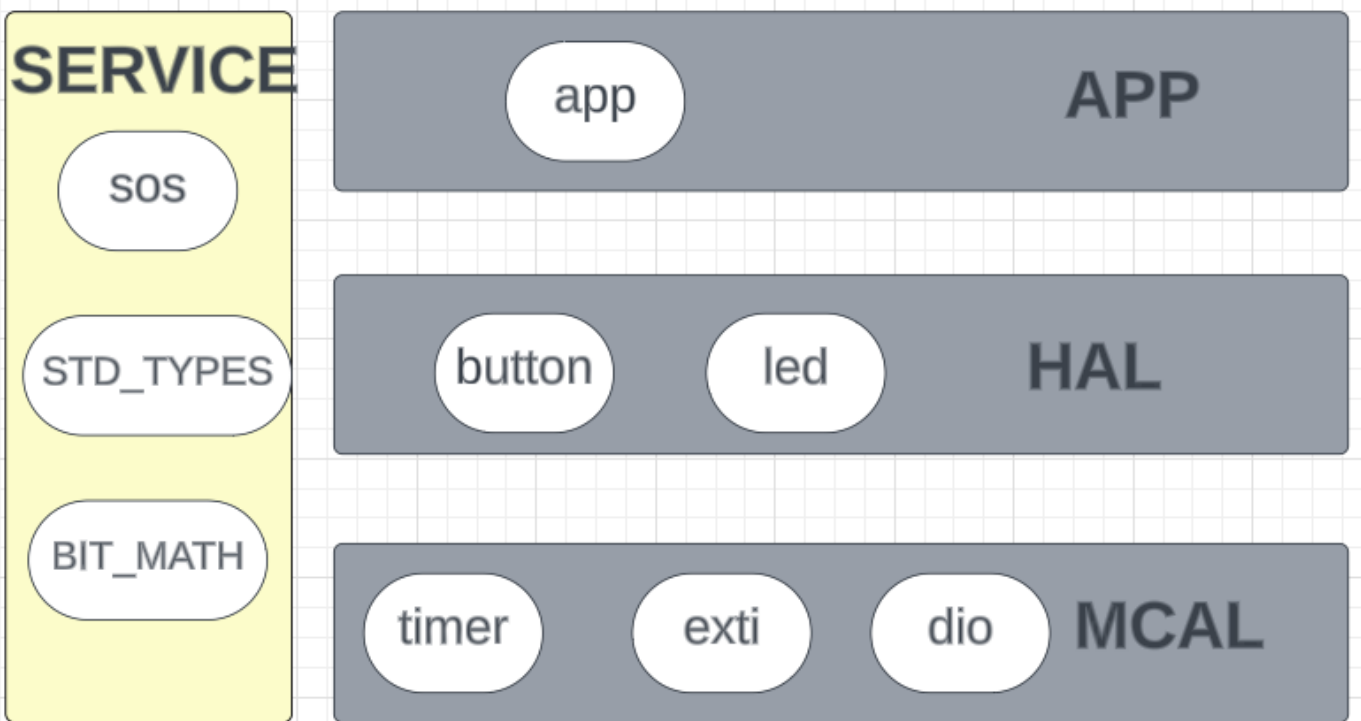 SERVICE
sos
STD_TYPES
BIT_MATH
app
APP
button
led
HAL
timer
exti
dio
MCAL